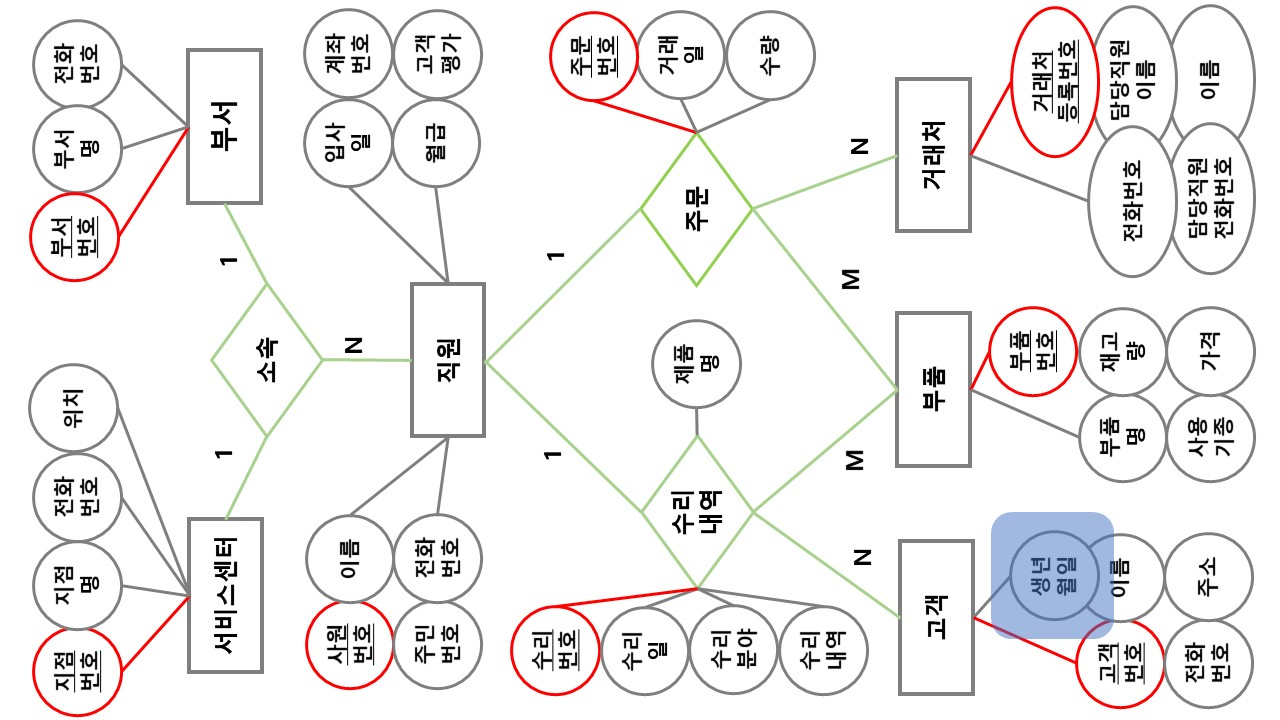 지점
번호
지점
명
전화
번호
위치
부서
번호
부서
명
전화
번호
서비스센터
부서
1
1
소속
N
사원
번호
이름
입사
일
계좌
번호
주민
번호
전화
번호
월급
고객
평가
직원
1
1
수리
번호
수리
일
수리
분야
수리
내역
수리
내역
제품
명
주문
주문
번호
거래
일
수량
N
M
M
N
고객
부품
거래처
생년
월일
고객
번호
이름
전화
번호
주소
부품
번호
부품
명
재고
량
사용
기종
가격
거래처
등록번호
전화번호
담당직원
이름
담당직원
전화번호
이름